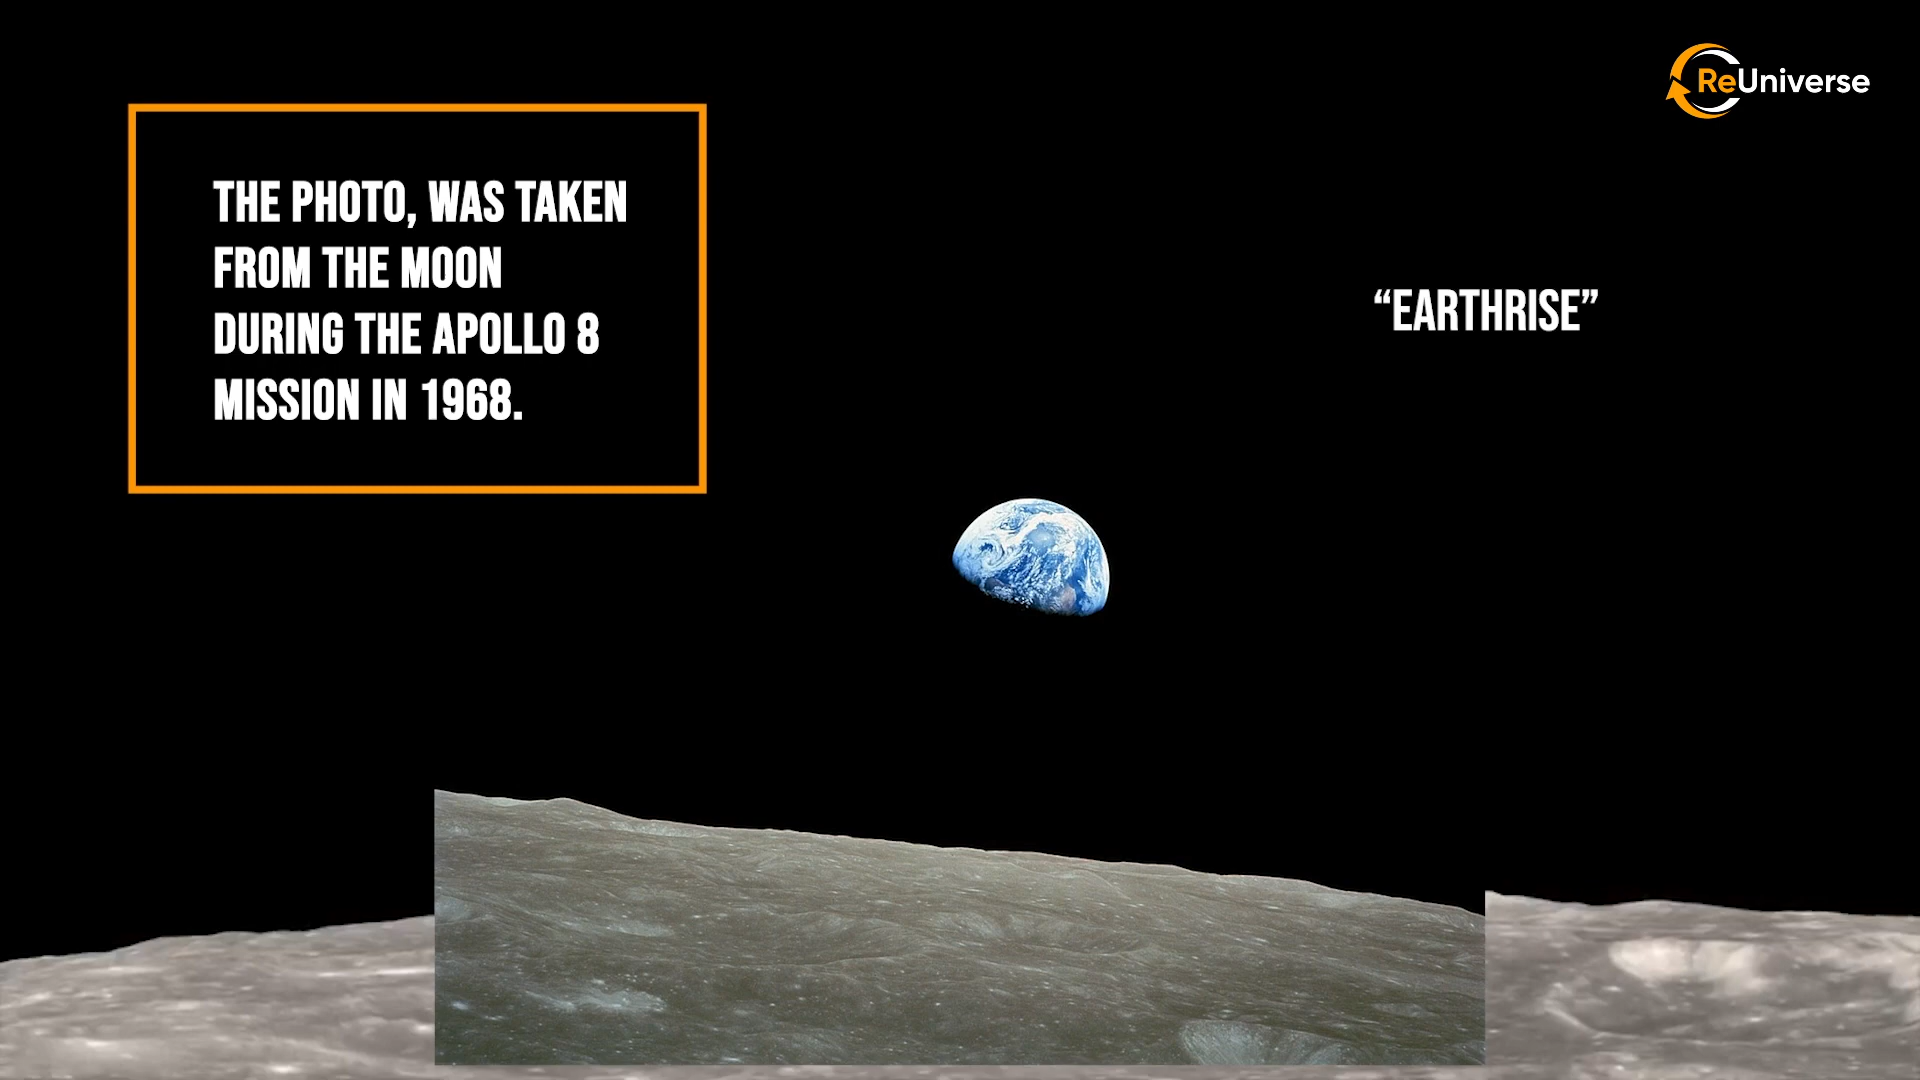 ReUniverse
THE PHOTO, WAS TAKEN
FROM THE MOON
DURING THE APOLLO 8
MISSION IN 1968.
“EARTHRISE”